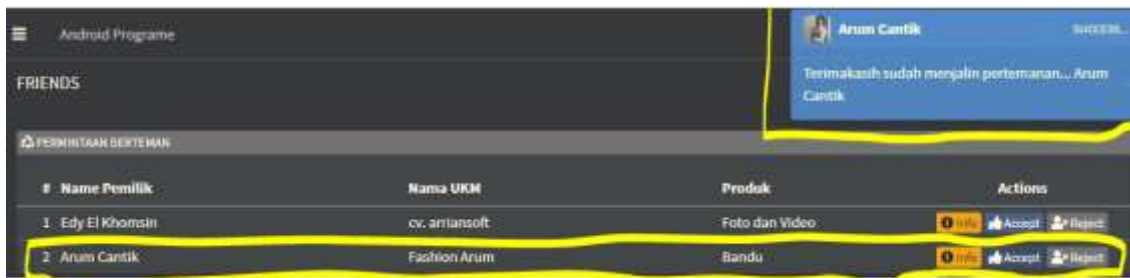 Android Programe
Arum Cantik SUCCESS...
FRIENDS
Terimakasih sudah menjalin pertemanan... Arum
Cantik
PERMINTAAN BERTEMAN
# Name Pemilik Nama UKM Produk Actions
1 Edy El Khomsin cv. arriansoft Foto dan Video Info Accept Reject
2 Arum Cantik Fashion Arum Bandu Info Accept Reject